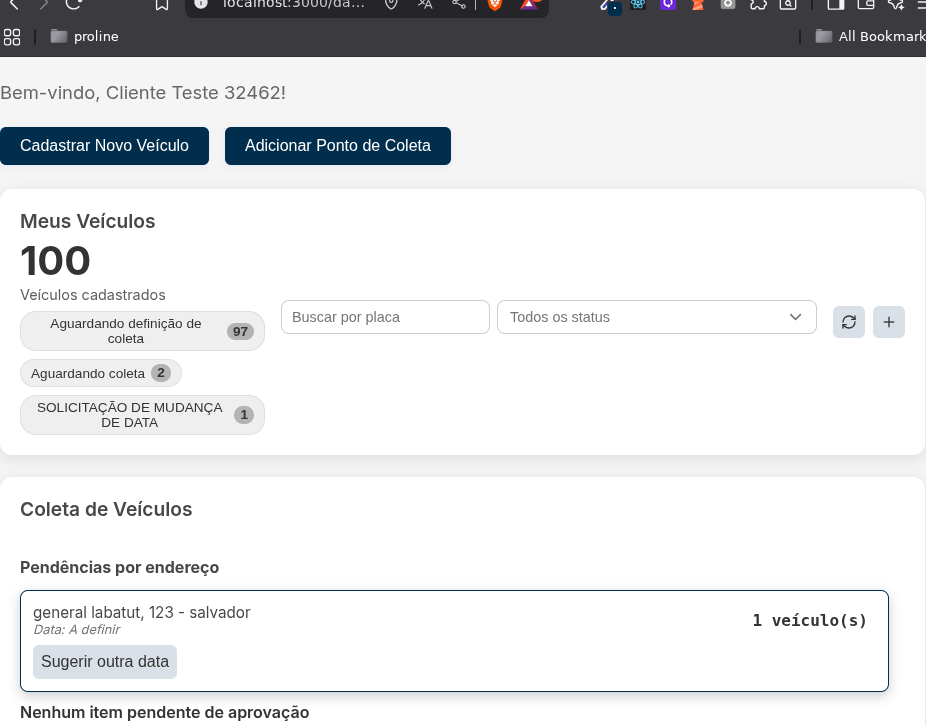 localhost:3000/da...
proline
All Bookmark
Bem-vindo, Cliente Teste 32462!
Cadastrar Novo Veículo
Adicionar Ponto de Coleta
Meus Veículos
100
Veículos cadastrados
Aguardando definição de
coleta
97
Aguardando coleta 2
SOLICITAÇÃO DE MUDANÇA
DE DATA
1
Buscar por placa
Todos os status
Coleta de Veículos
Pendências por endereço
general labatut, 123 - salvador
Data: A definir
1 veículo(s)
Sugerir outra data
Nenhum item pendente de aprovação